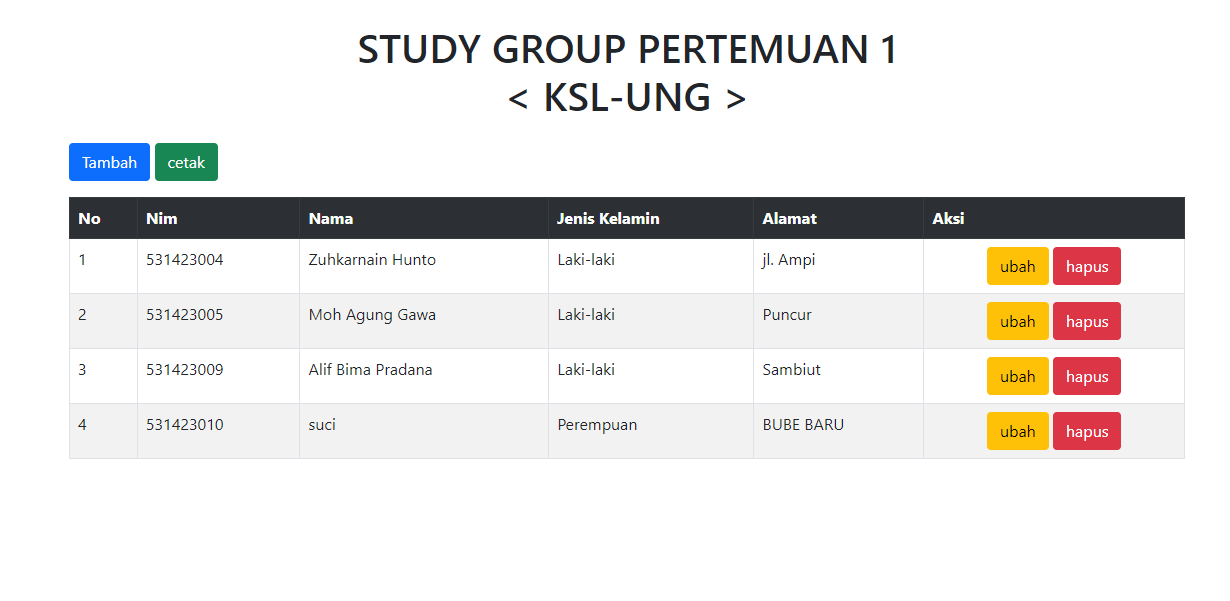 STUDY GROUP PERTEMUAN 1
< KSL-UNG >
Tambah cetak
No Nim Nama Jenis Kelamin Alamat Aksi
1 531423004 Zuhkarnain Hunto Laki-laki jl. Ampi ubah hapus
2 531423005 Moh Agung Gawa Laki-laki Puncur ubah hapus
3 531423009 Alif Bima Pradana Laki-laki Sambiut ubah hapus
4 531423010 suci Perempuan BUBE BARU ubah hapus